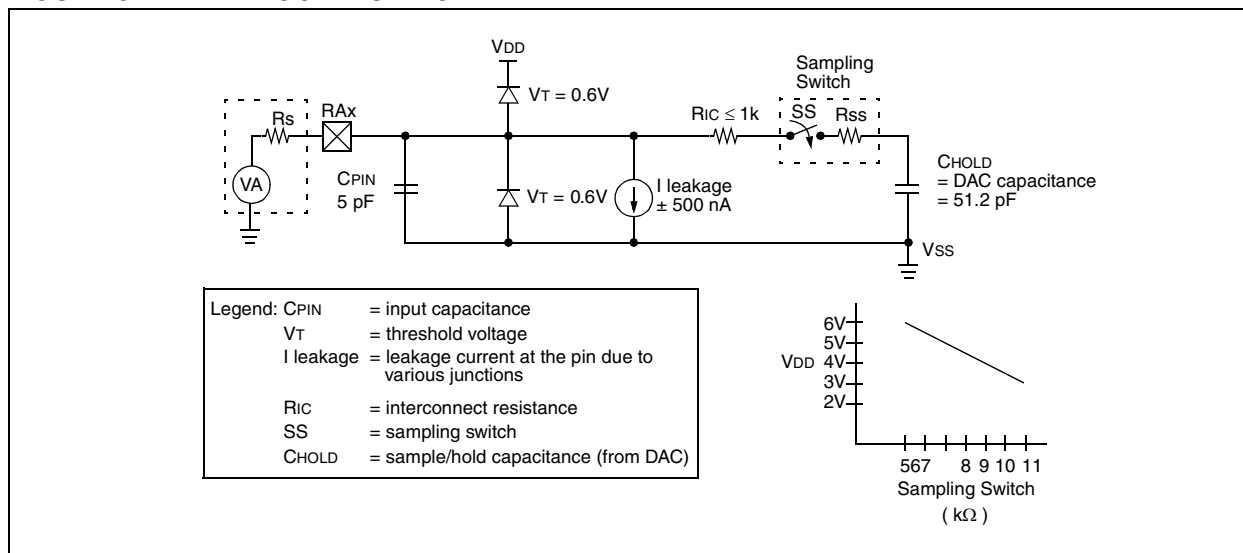 VDD
Sampling
Switch
VT = 0.6V
RIC ≤ 1k
SS
RSS
RAx
Rs
VA
CPIN
5 pF
VT = 0.6V
I leakage
± 500 nA
CHOLD
= DAC capacitance
= 51.2 pF
VSS
Legend: CPIN = input capacitance
VT = threshold voltage
I leakage = leakage current at the pin due to
various junctions
RIC = interconnect resistance
SS = sampling switch
CHOLD = sample/hold capacitance (from DAC)
6V
5V
VDD 4V
3V
2V
567 8 9 10 11
Sampling Switch
( kΩ )